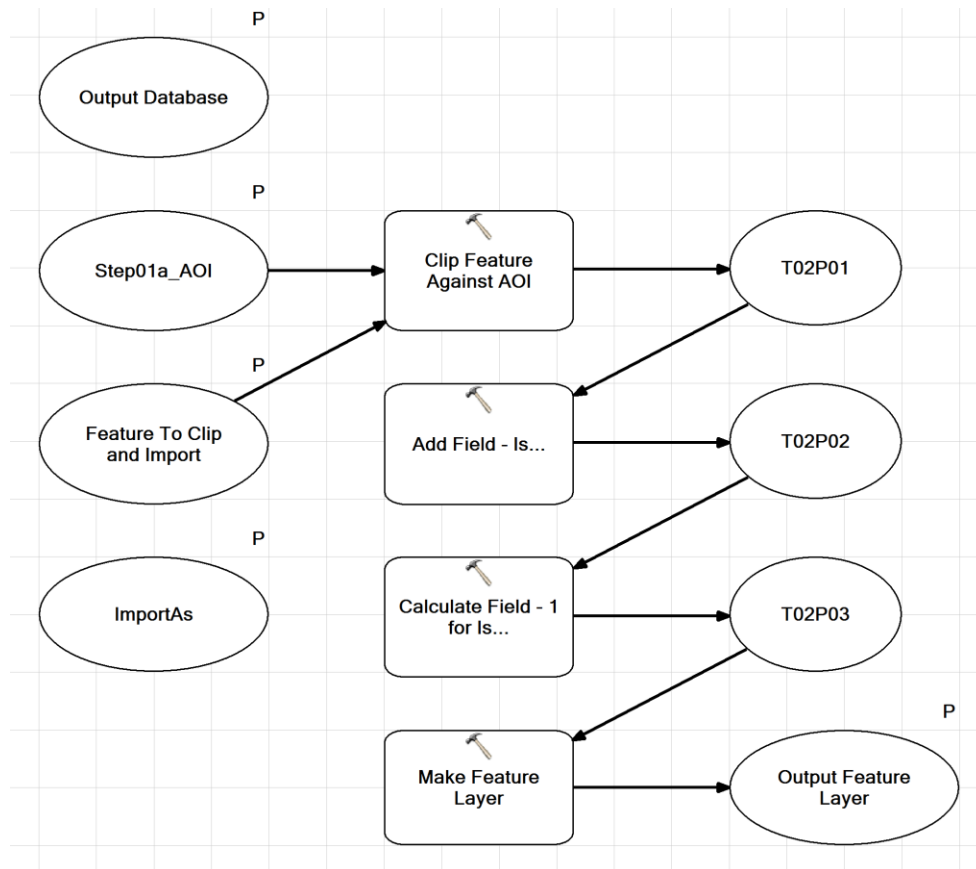 P
Output Database
P
Step01a_AOI
Clip Feature
Against AOI
T02P01
P
Feature To Clip
and Import
Add Field - Is...
T02P02
P
ImportAs
Calculate Field - 1
for Is...
T02P03
P
Make Feature
Layer
Output Feature
Layer